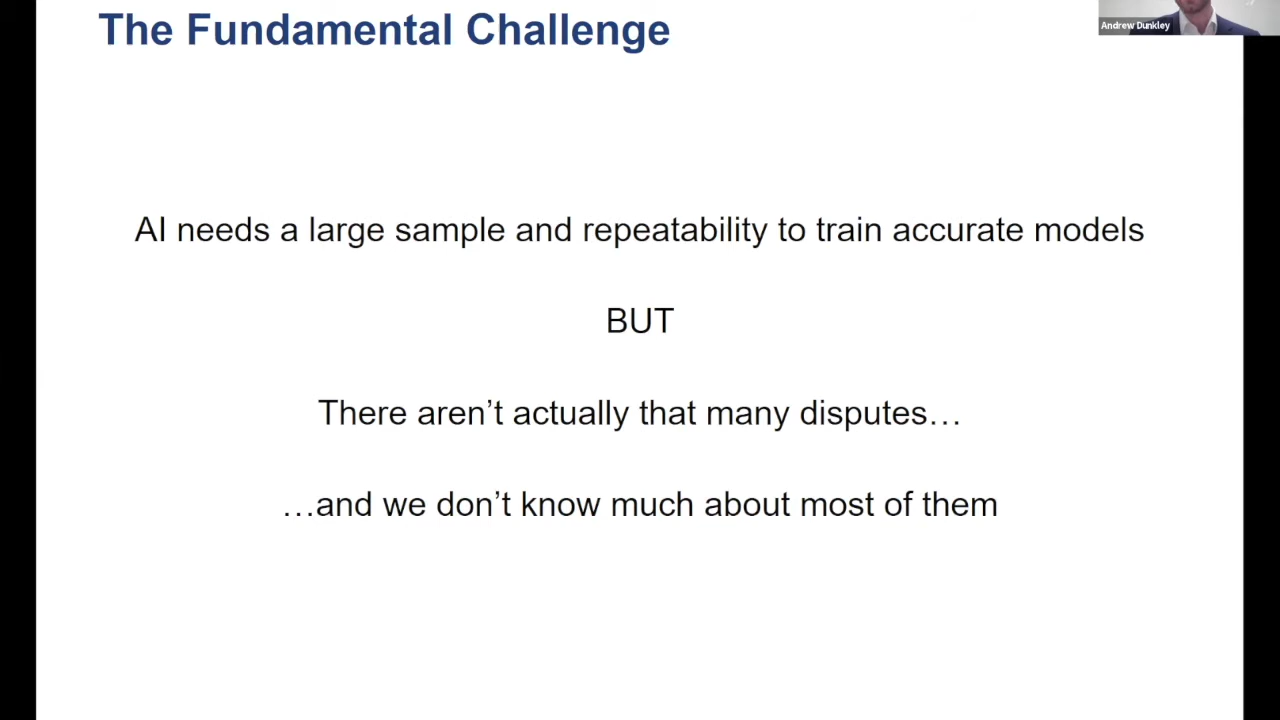 The Fundamental Challenge
Andrew Dunkley
AI needs a large sample and repeatability to train accurate models
BUT
There aren’t actually that many disputes…
…and we don’t know much about most of them